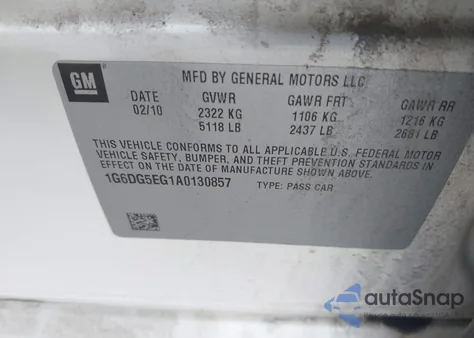 GM
MFD BY GENERAL MOTORS LLC
DATE GVWR GAWR FRT GAWR RR
02/10 2322 KG 1106 KG 1216 KG
5118 LB 2437 LB 2681 LB
THIS VEHICLE CONFORMS TO ALL APPLICABLE U.S. FEDERAL MOTOR
VEHICLE SAFETY, BUMPER, AND THEFT PREVENTION STANDARDS IN
EFFECT ON THE DATE OF MANUFACTURE SHOWN ABOVE.
1G6DG5EG1A0130857 TYPE: PASS CAR
autoSnap